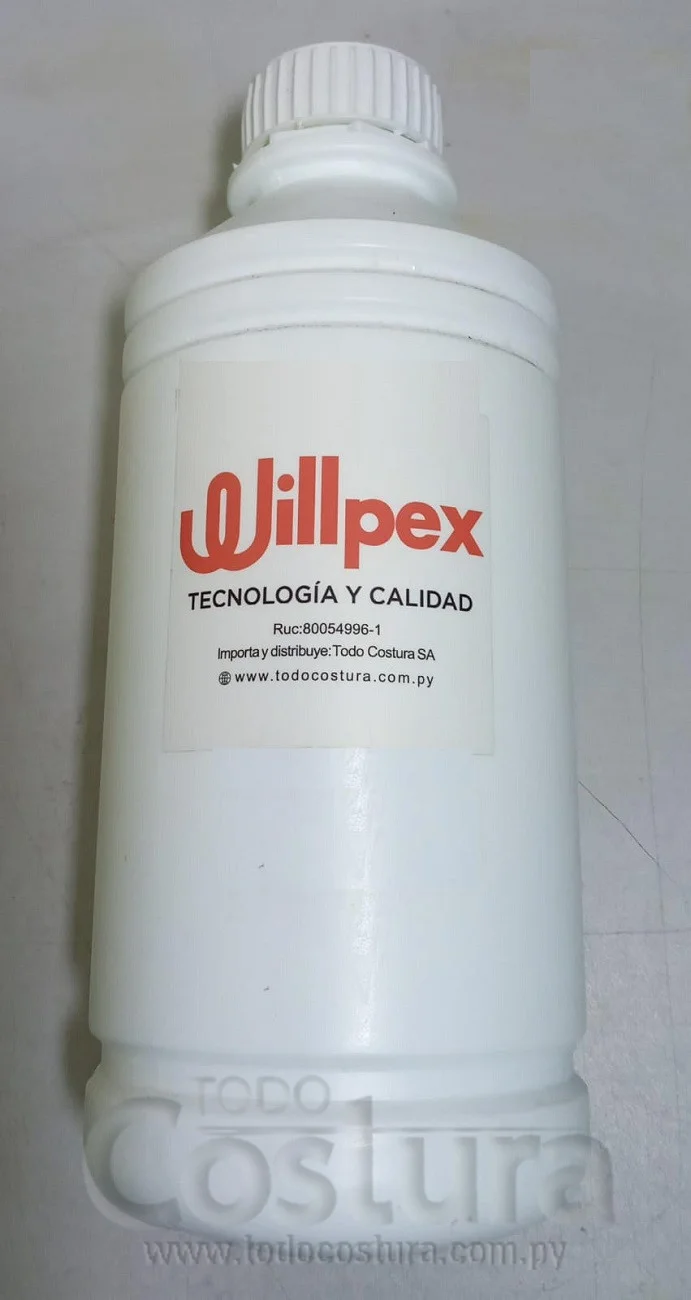 Willpex
TECNOLOGÍA Y CALIDAD
Ruc:80054996-1
Importa y distribuye: Todo Costura SA
www.todocostura.com.py
TODO
Costura
www.todocostura.com.py